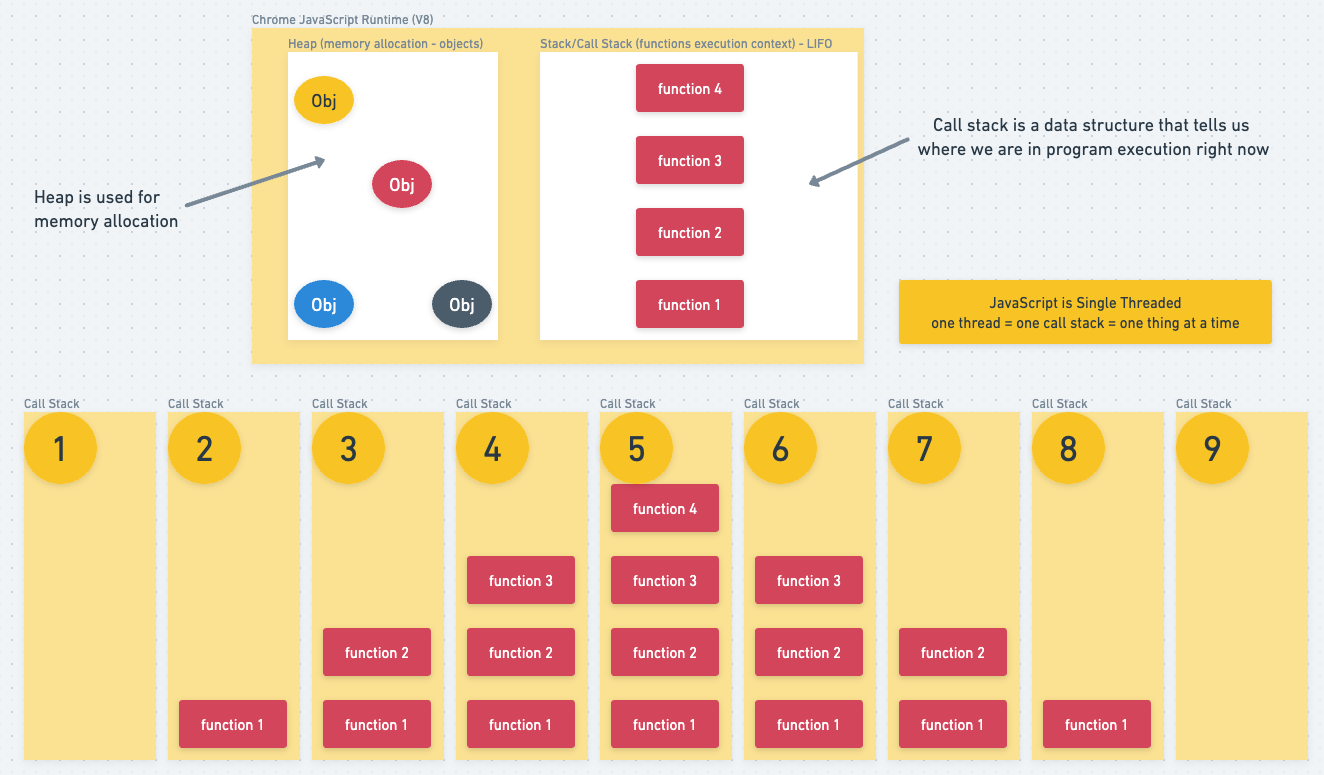 Chrome JavaScript Runtime (V8)
Heap (memory allocation - objects)
Stack/Call Stack (functions execution context) - LIFO
Obj
Obj
Obj
Obj
function 4
function 3
function 2
function 1
Heap is used for
memory allocation
Call stack is a data structure that tells us
where we are in program execution right now
JavaScript is Single Threaded
one thread = one call stack = one thing at a time
Call Stack
1
Call Stack
2
function 1
Call Stack
3
function 2
function 1
Call Stack
4
function 3
function 2
function 1
Call Stack
5
function 4
function 3
function 2
function 1
Call Stack
6
function 3
function 2
function 1
Call Stack
7
function 2
function 1
Call Stack
8
function 1
Call Stack
9